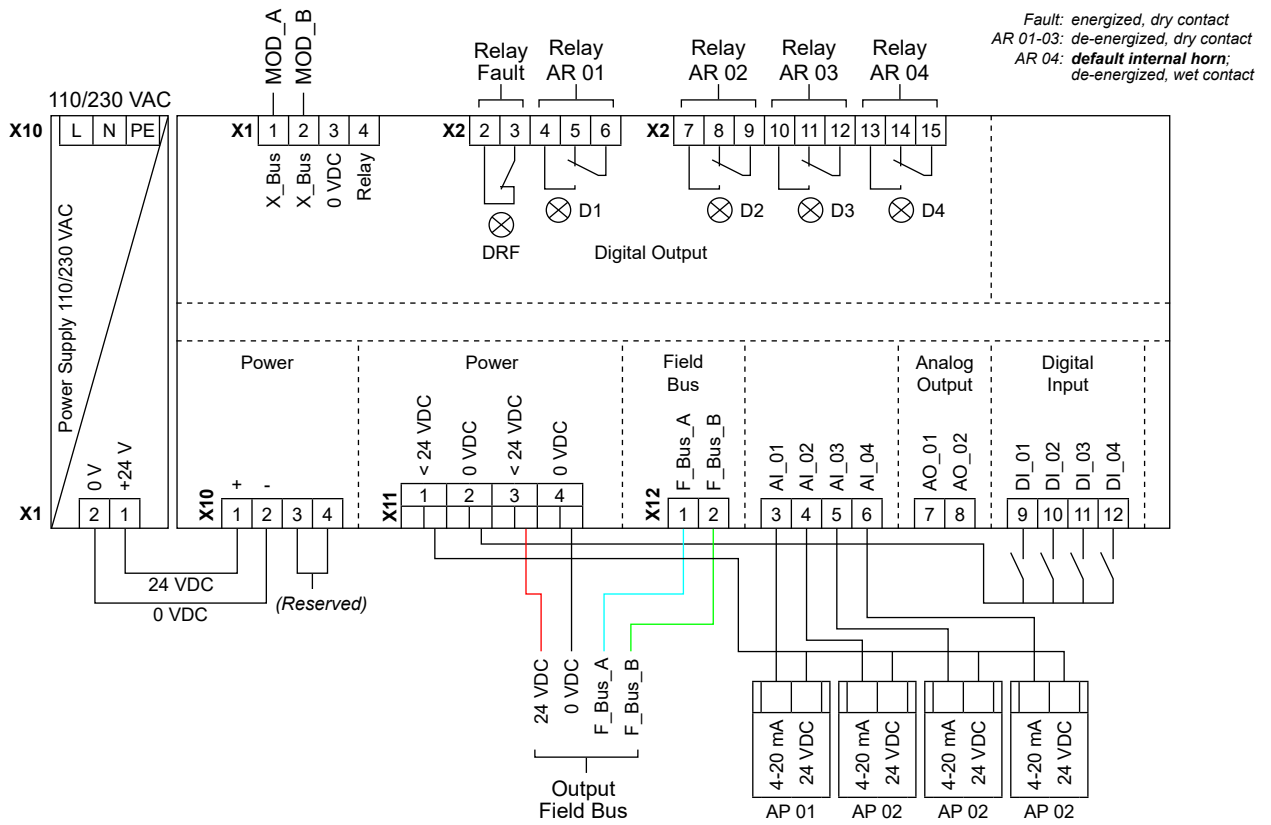 Fault: energized, dry contact
AR 01-03: de-energized, dry contact
AR 04: default internal horn;
de-energized, wet contact
MOD_A
MOD_B
Relay
Fault
Relay
AR 01
Relay
AR 02
Relay
AR 03
Relay
AR 04
110/230 VAC
X10
L N PE
X1
1 2 3 4
X2
2 3 4 5 6
X2
7 8 9 10 11 12 13 14 15
X_Bus
X_Bus
0 VDC
Relay
DRF
D1
D2
D3
D4
Digital Output
Power Supply 110/230 VAC
Power
Power
Field
Bus
Analog
Output
Digital
Input
0 V
+24 V
X1
2 1
+ -
X10
1 2 3 4
< 24 VDC
0 VDC
< 24 VDC
0 VDC
X11
1 2 3 4
F_Bus_A
F_Bus_B
X12
1 2
AI_01
AI_02
AI_03
AI_04
3 4 5 6
AO_01
AO_02
7 8
DI_01
DI_02
DI_03
DI_04
9 10 11 12
24 VDC
0 VDC
(Reserved)
24 VDC
0 VDC
F_Bus_A
F_Bus_B
Output
Field Bus
4-20 mA
24 VDC
AP 01
4-20 mA
24 VDC
AP 02
4-20 mA
24 VDC
AP 02
4-20 mA
24 VDC
AP 02